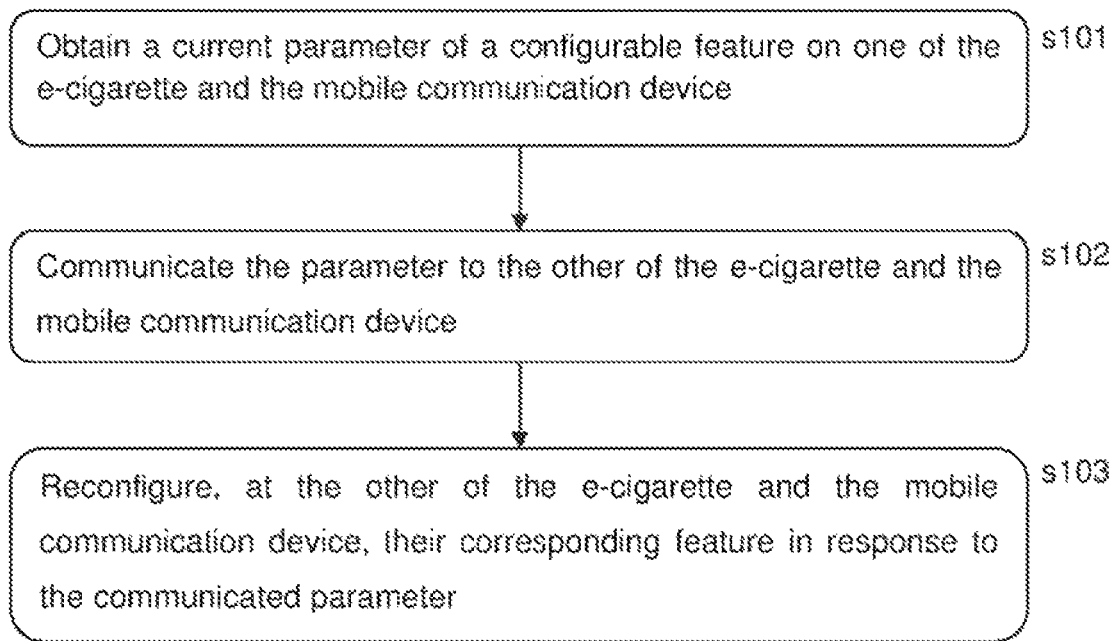 Obtain a current parameter of a configurable feature on one of the
s101
e-cigarette and the mobile communication device
Communicate the parameter to the other of the e-cigarette and the
s102
mobile communication device
Reconfigure, at the other of the e-cigarette and the mobile
s103
communication device, their corresponding feature in response to
the communicated parameter